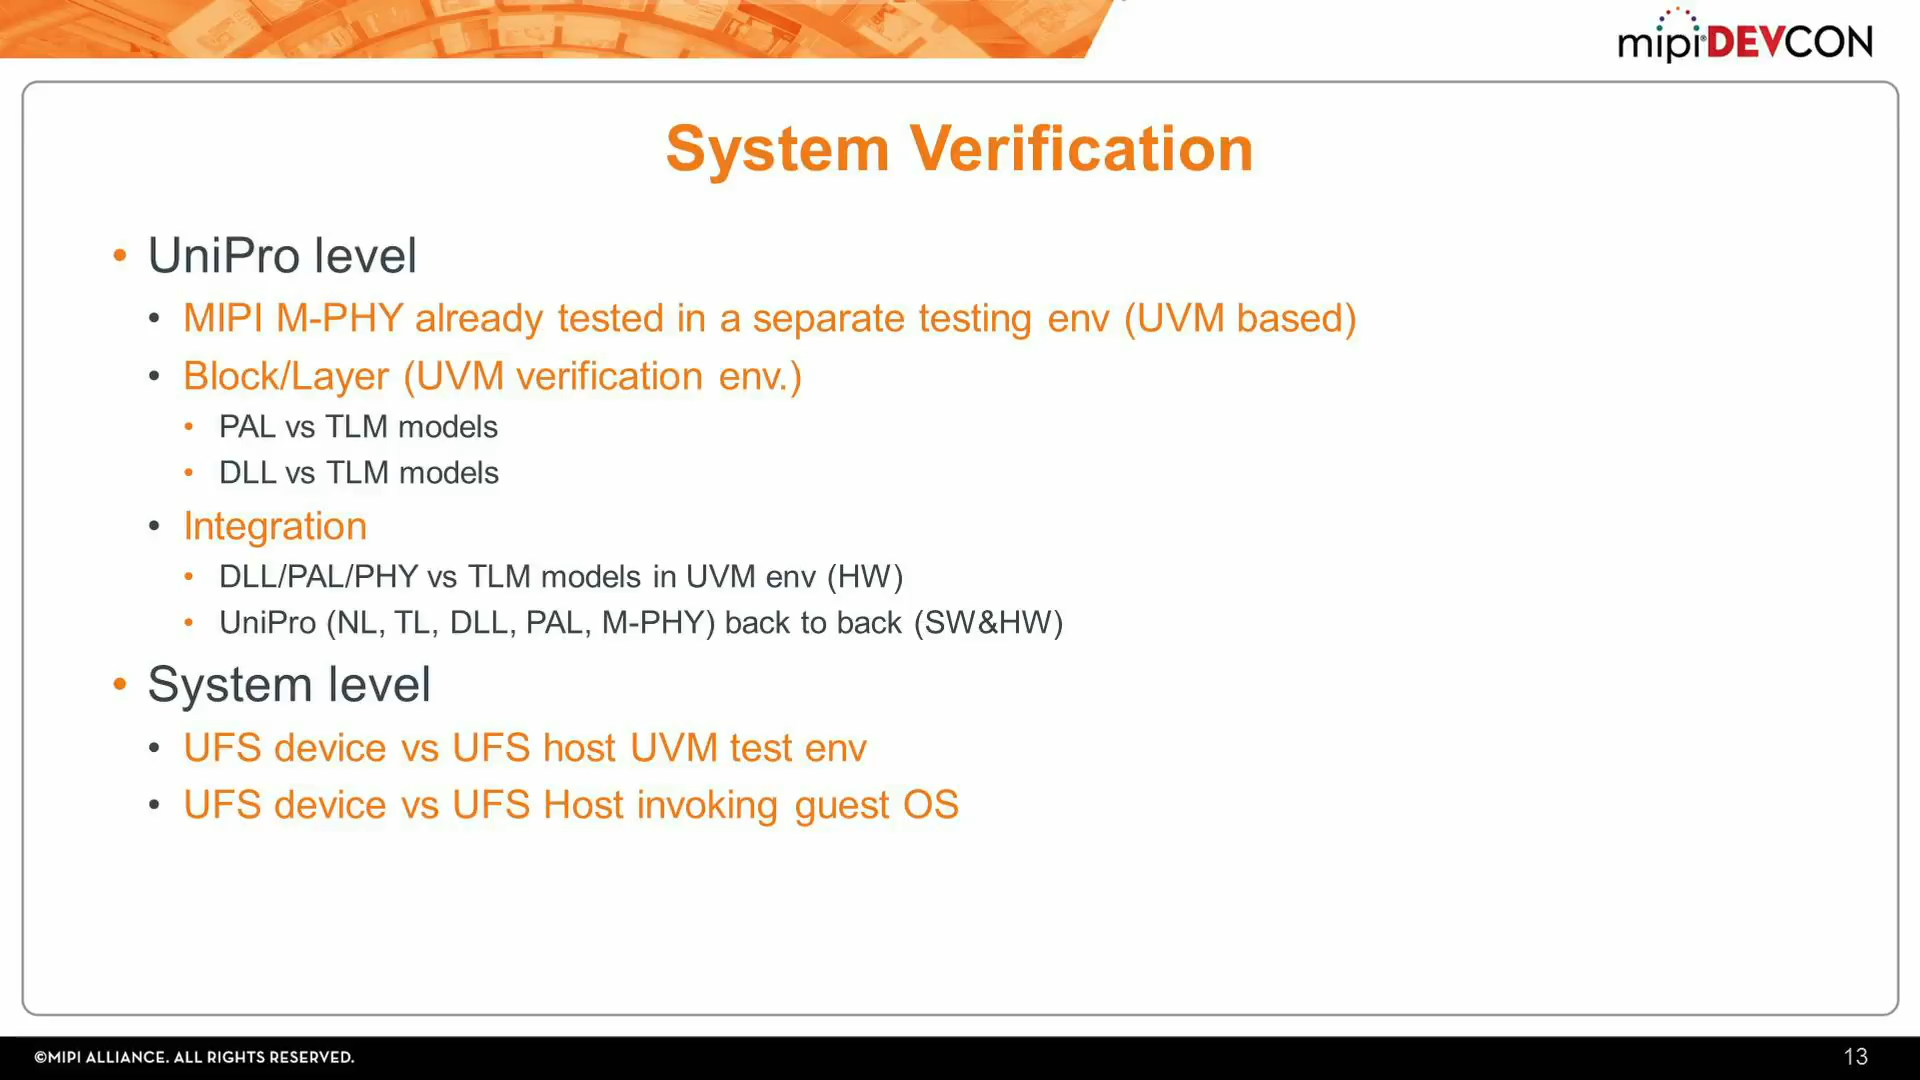 mipi®DEVCON
System Verification
• UniPro level
• MIPI M-PHY already tested in a separate testing env (UVM based)
• Block/Layer (UVM verification env.)
• PAL vs TLM models
• DLL vs TLM models
• Integration
• DLL/PAL/PHY vs TLM models in UVM env (HW)
• UniPro (NL, TL, DLL, PAL, M-PHY) back to back (SW&HW)
• System level
• UFS device vs UFS host UVM test env
• UFS device vs UFS Host invoking guest OS
©MIPI ALLIANCE. ALL RIGHTS RESERVED.
13